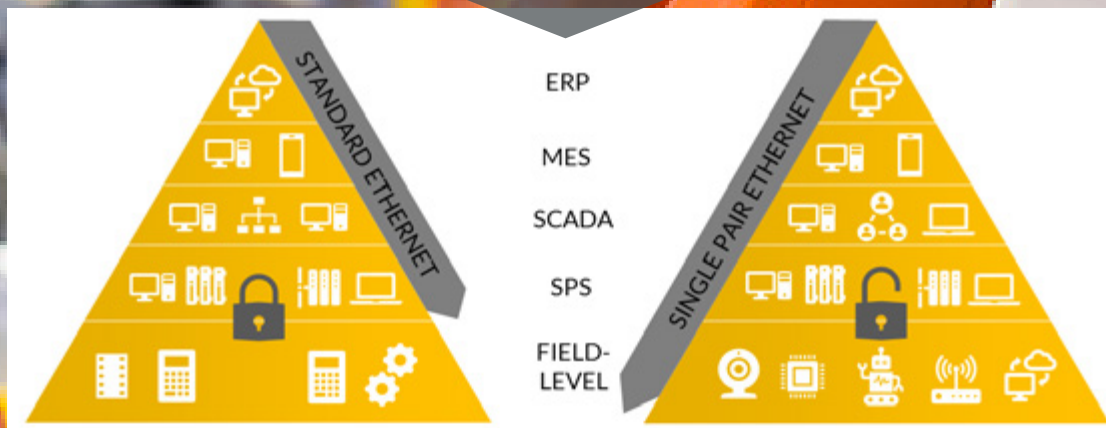 STANDARD ETHERNET
ERP
MES
SCADA
SPS
FIELD-
LEVEL
SINGLE PAIR ETHERNET